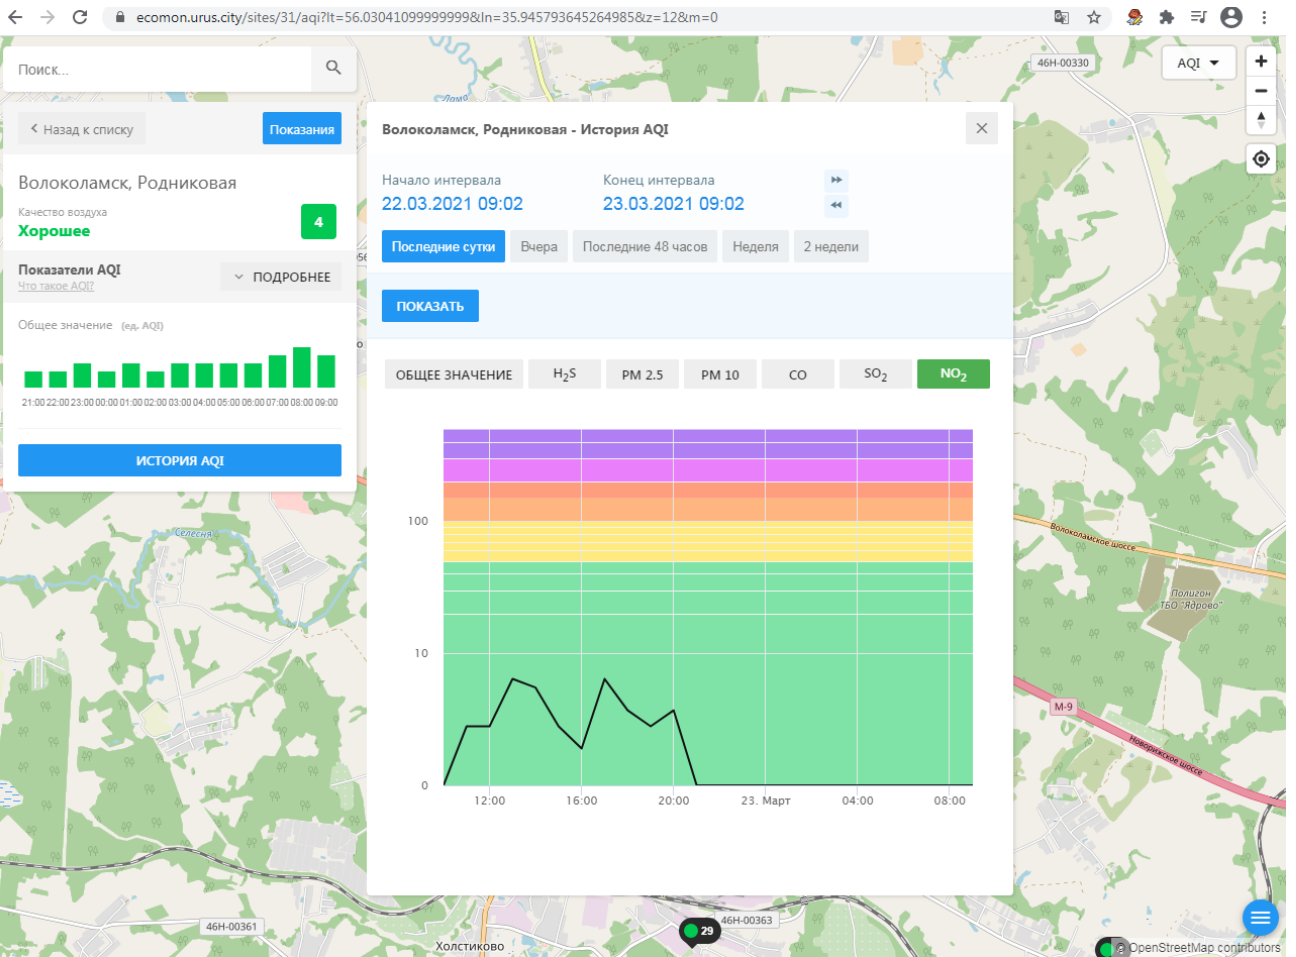 ecomon.urus.city/sites/31/aqi?lt=56.03041099999999&ln=35.945793645264985&z=12&m=0
Поиск...
46Н-00330
AQI
Лама
Назад к списку
Показания
Волоколамск, Родниковая
Качество воздуха
Хорошее
4
Показатели AQI
Что такое AQI?
ПОДРОБНЕЕ
Общее значение (ед. AQI)
21:00 22:00 23:00 00:00 01:00 02:00 03:00 04:00 05:00 06:00 07:00 08:00 09:00
ИСТОРИЯ AQI
Волоколамск, Родниковая - История AQI
Начало интервала
Конец интервала
22.03.2021 09:02
23.03.2021 09:02
Последние сутки
Вчера
Последние 48 часов
Неделя
2 недели
ПОКАЗАТЬ
ОБЩЕЕ ЗНАЧЕНИЕ
H2S
PM 2.5
PM 10
CO
SO2
NO2
100
10
0
12:00
16:00
20:00
23. Март
04:00
08:00
Селесня
Волоколамское шоссе
Полигон
ТБО "Ядрово"
М-9
Новорижское шоссе
46Н-00361
Холстиково
29
46Н-00363
© OpenStreetMap contributors